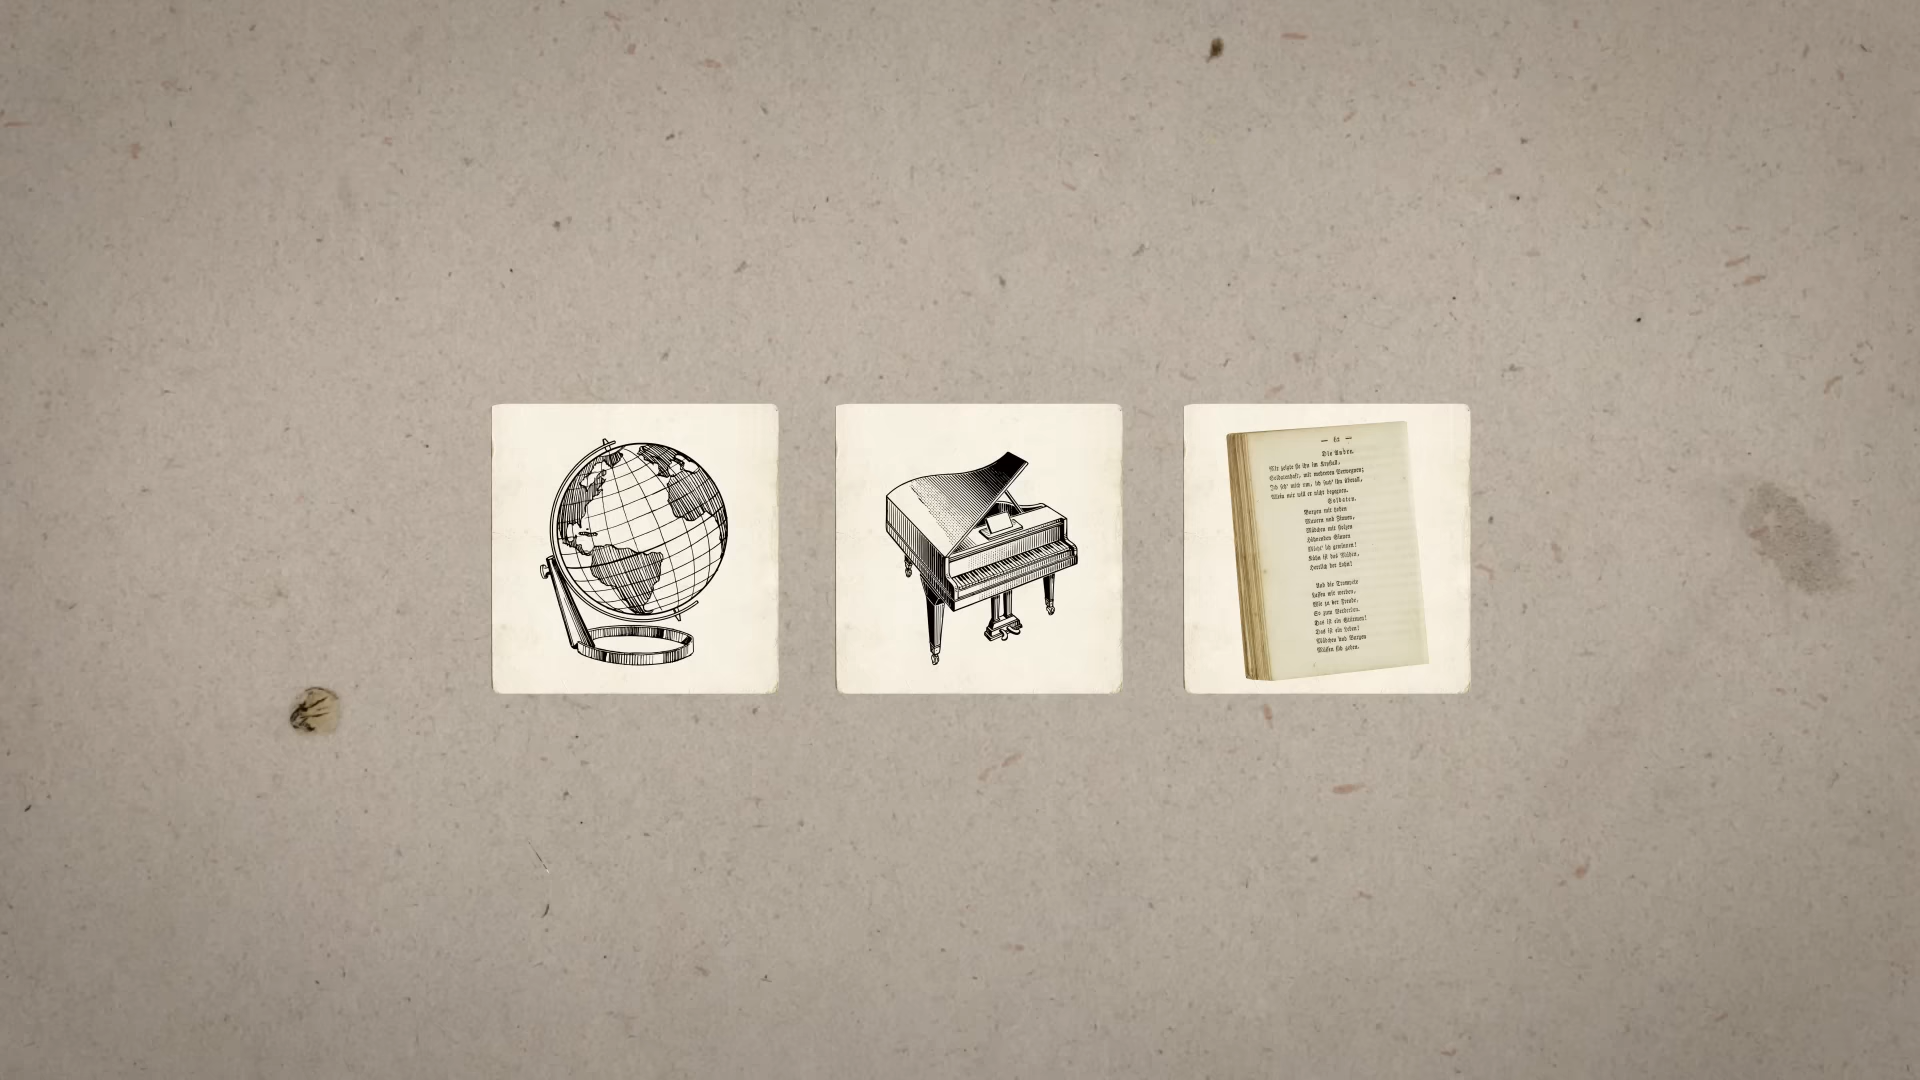 — 62 —
Die Andre.
Mir zeigte sie ihn im Krystall,
Soldatenhaft, mit mehreren Verwegnen;
Ich seh' mich um, ich such' ihn überall,
Allein mir will er nicht begegnen.
Soldaten.
Burgen mit hohen
Mauern und Zinnen,
Mädchen mit stolzen
Höhnenden Sinnen
Möcht' ich gewinnen!
Kühn ist das Mühen,
Herrlich der Lohn!
Und die Trompete
Lassen wir werben,
Wie zu der Freude,
So zum Verderben.
Das ist ein Stürmen!
Das ist ein Leben!
Mädchen und Burgen
Müssen sich geben.